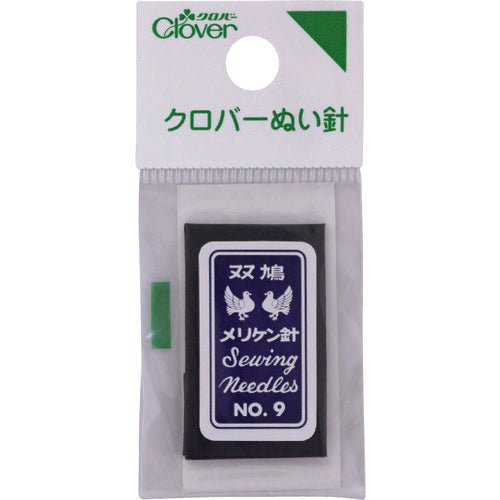 クロバー
Clover
クロバーぬい針
双鳩
メリケン針
Sewing
Needles
NO. 9